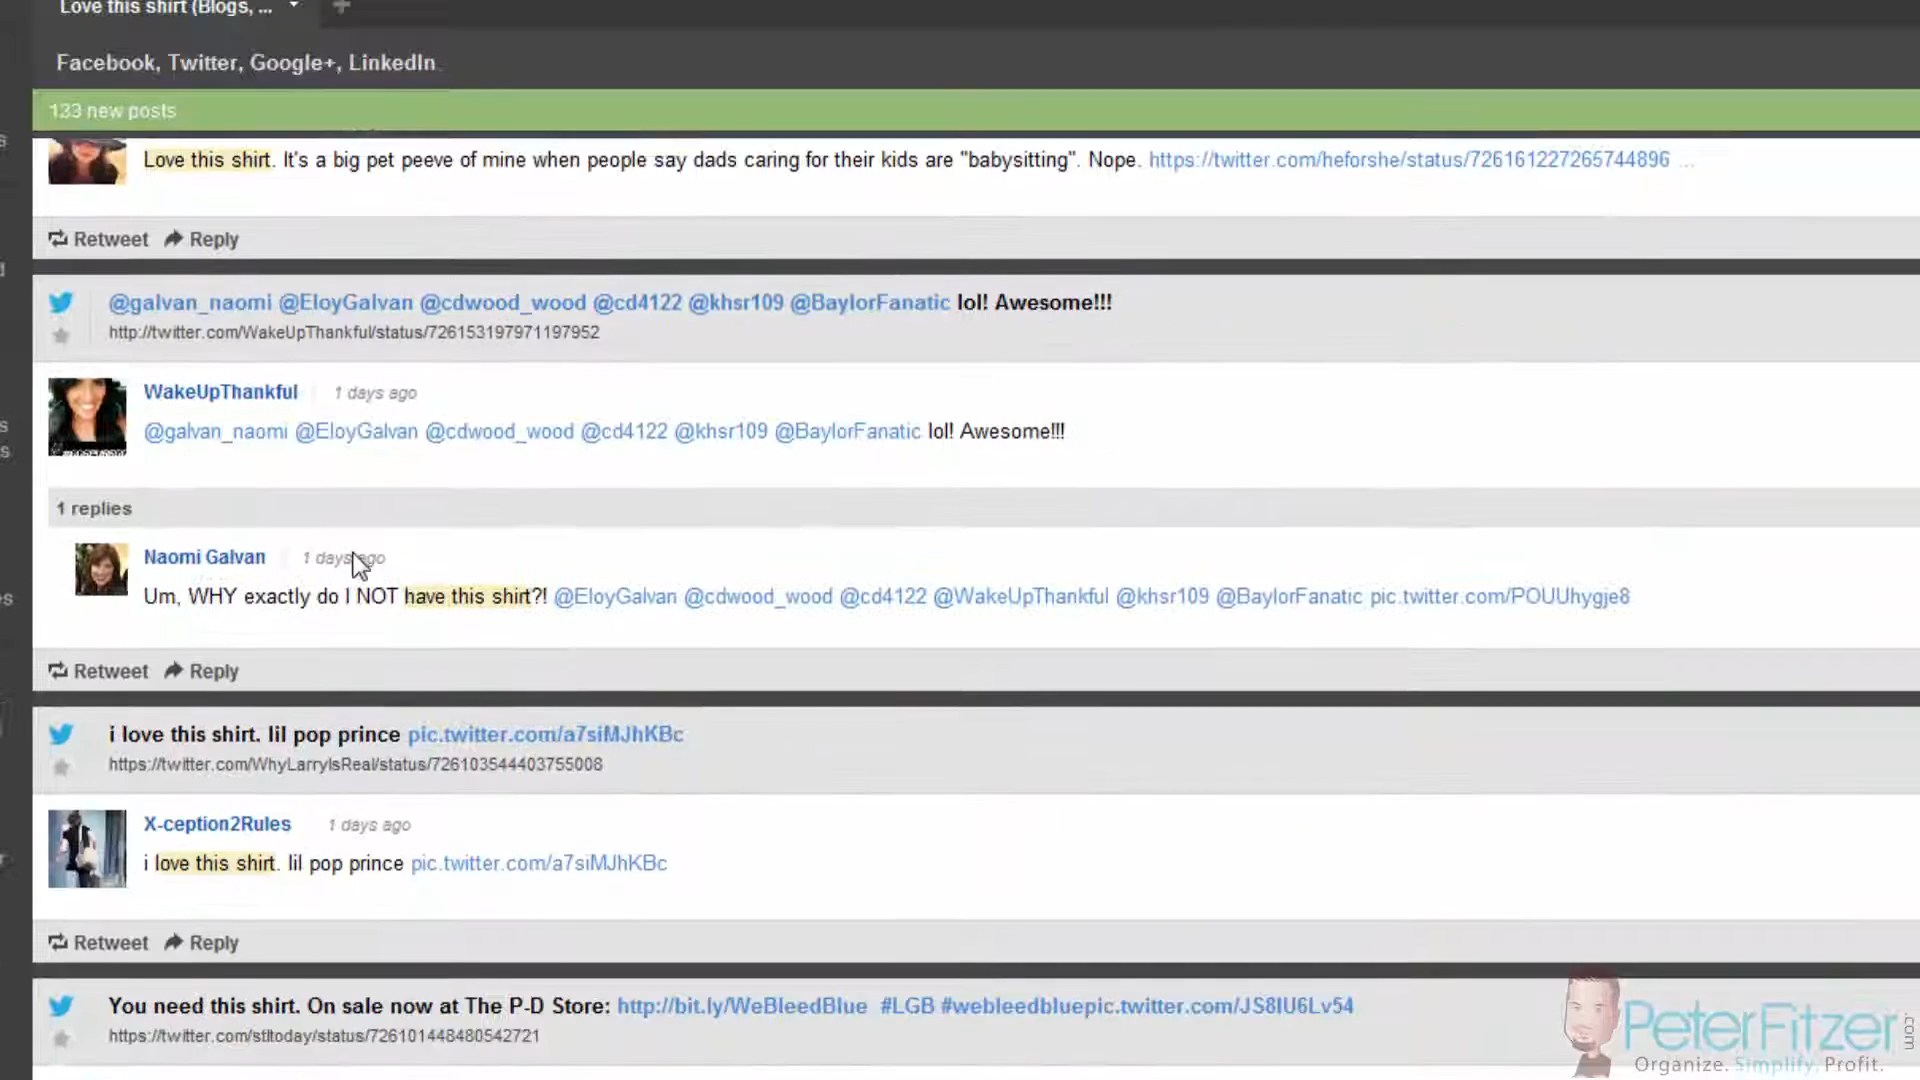 Love this shirt (Blogs, ...
Facebook, Twitter, Google+, LinkedIn
133 new posts
Love this shirt. It's a big pet peeve of mine when people say dads caring for their kids are "babysitting". Nope. https://twitter.com/heforshe/status/726161227265744896 ...
Retweet Reply
@galvan_naomi @EloyGalvan @cdwood_wood @cd4122 @khsr109 @BaylorFanatic lol! Awesome!!!
http://twitter.com/WakeUpThankful/status/726153197971197952
WakeUpThankful 1 days ago
@galvan_naomi @EloyGalvan @cdwood_wood @cd4122 @khsr109 @BaylorFanatic lol! Awesome!!!
1 replies
Naomi Galvan 1 days ago
Um, WHY exactly do I NOT have this shirt?! @EloyGalvan @cdwood_wood @cd4122 @WakeUpThankful @khsr109 @BaylorFanatic pic.twitter.com/POUUhygje8
Retweet Reply
i love this shirt. lil pop prince pic.twitter.com/a7siMJhKBc
https://twitter.com/WhyLarryIsReal/status/726103544403755008
X-ception2Rules 1 days ago
i love this shirt. lil pop prince pic.twitter.com/a7siMJhKBc
Retweet Reply
You need this shirt. On sale now at The P-D Store: http://bit.ly/WeBleedBlue #LGB #webleedbluepic.twitter.com/JS8IU6Lv54
https://twitter.com/stltoday/status/726101448480542721
PeterFitzer.com
Organize. Simplify. Profit.